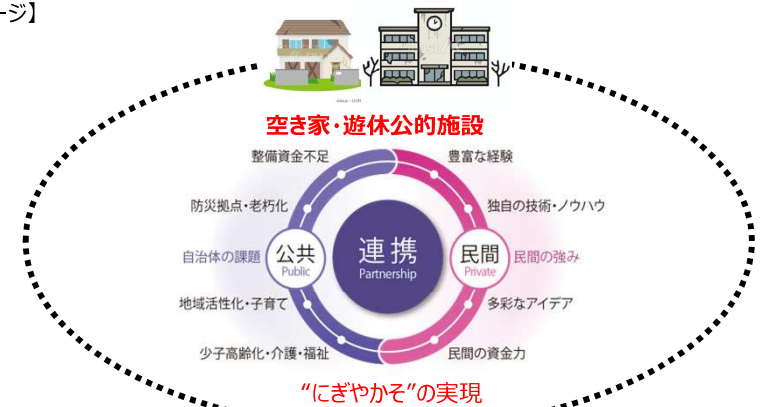 ージ】
空き家・遊休公的施設
整備資金不足
豊富な経験
防災拠点・老朽化
独自の技術・ノウハウ
自治体の課題
公共
Public
連携
Partnership
民間
Private
民間の強み
地域活性化・子育て
多彩なアイデア
少子高齢化・介護・福祉
民間の資金力
“にぎやかそ”の実現